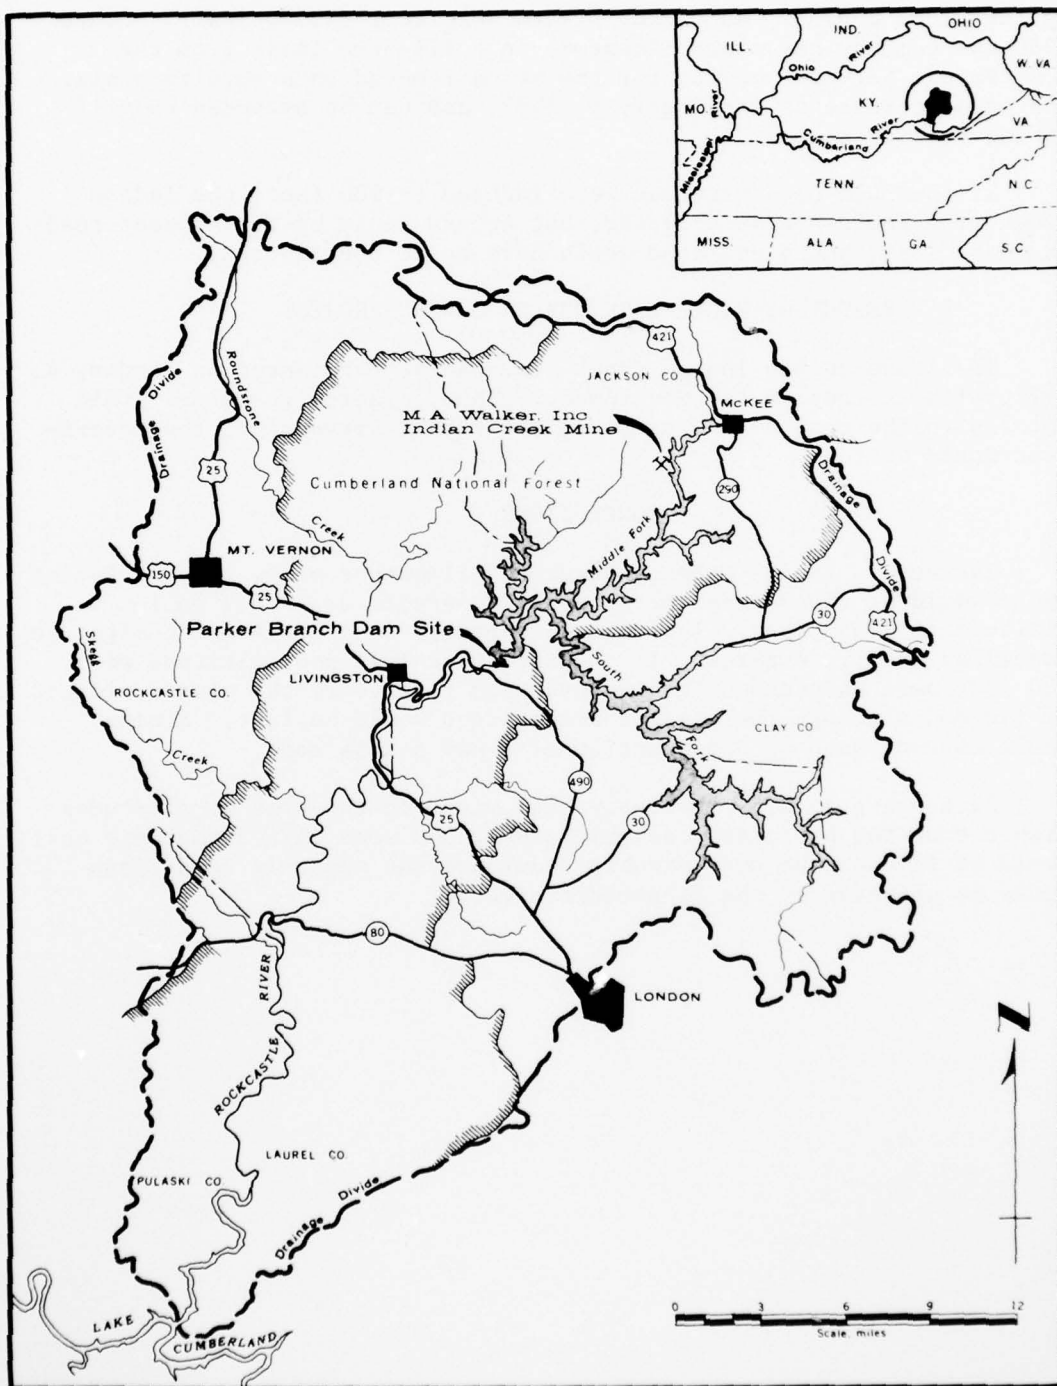 ILL.
IND.
OHIO
W. VA
Ohio River
MO.
KY.
VA.
Mississippi River
Cumberland River
TENN.
N.C.
MISS.
ALA.
GA.
S.C.
Drainage Divide
Roundstone Creek
421
JACKSON CO.
McKEE
M.A. Walker, Inc
Indian Creek Mine
25
Cumberland National Forest
290
Drainage Divide
MT. VERNON
150
25
Middle Fork
30
421
Parker Branch Dam Site
Skegg Creek
LIVINGSTON
South Fork
ROCKCASTLE CO.
CLAY CO
490
25
30
80
LONDON
ROCKCASTLE RIVER
N
LAUREL CO.
PULASKI CO.
Drainage Divide
LAKE CUMBERLAND
0 3 6 9 12
Scale, miles